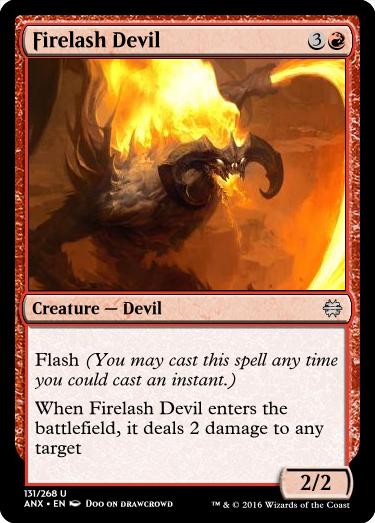 Firelash Devil 3
Creature — Devil
Flash (You may cast this spell any time
you could cast an instant.)
When Firelash Devil enters the
battlefield, it deals 2 damage to any
target
2/2
131/268 U
ANX • EN Doo on drawcrowd
™ & © 2016 Wizards of the Coast